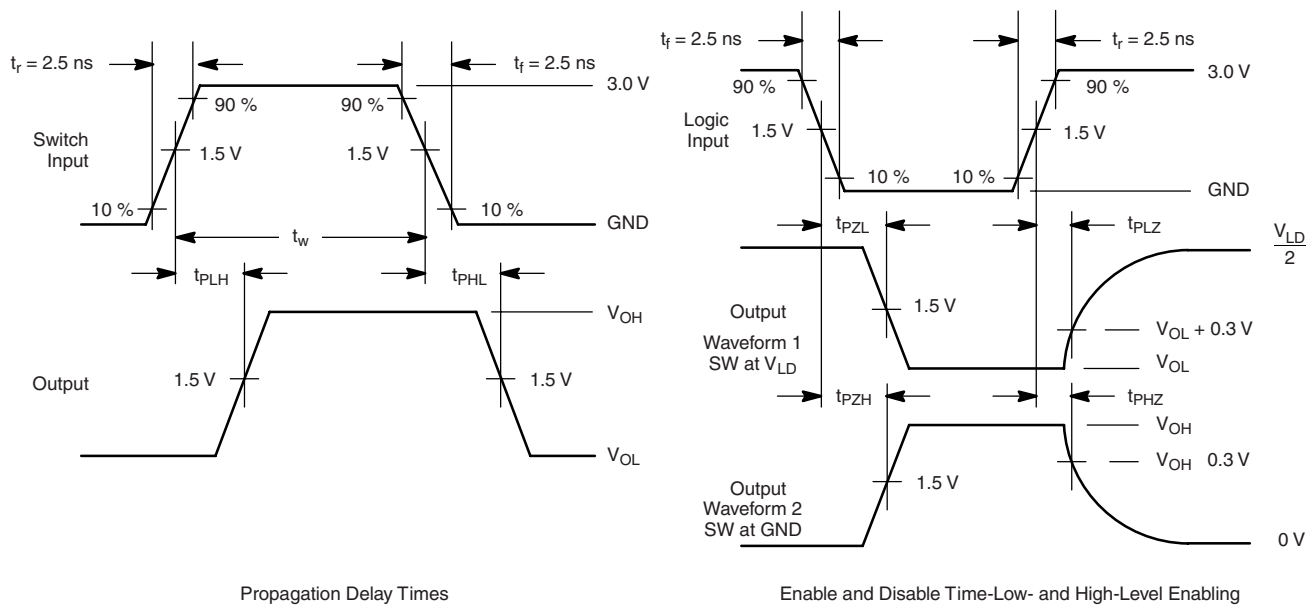 tr = 2.5 ns
tf = 2.5 ns
3.0 V
90 %
90 %
Switch
Input
1.5 V
1.5 V
10 %
10 %
GND
tw
tPLH
tPHL
VOH
Output
1.5 V
1.5 V
VOL
Propagation Delay Times
tf = 2.5 ns
tr = 2.5 ns
3.0 V
90 %
90 %
Logic
Input
1.5 V
1.5 V
10 %
10 %
GND
tPZL
tPLZ
VLD
2
Output
Waveform 1
SW at VLD
1.5 V
VOL + 0.3 V
VOL
tPZH
tPHZ
VOH
VOH 0.3 V
Output
Waveform 2
SW at GND
1.5 V
0 V
Enable and Disable Time-Low- and High-Level Enabling